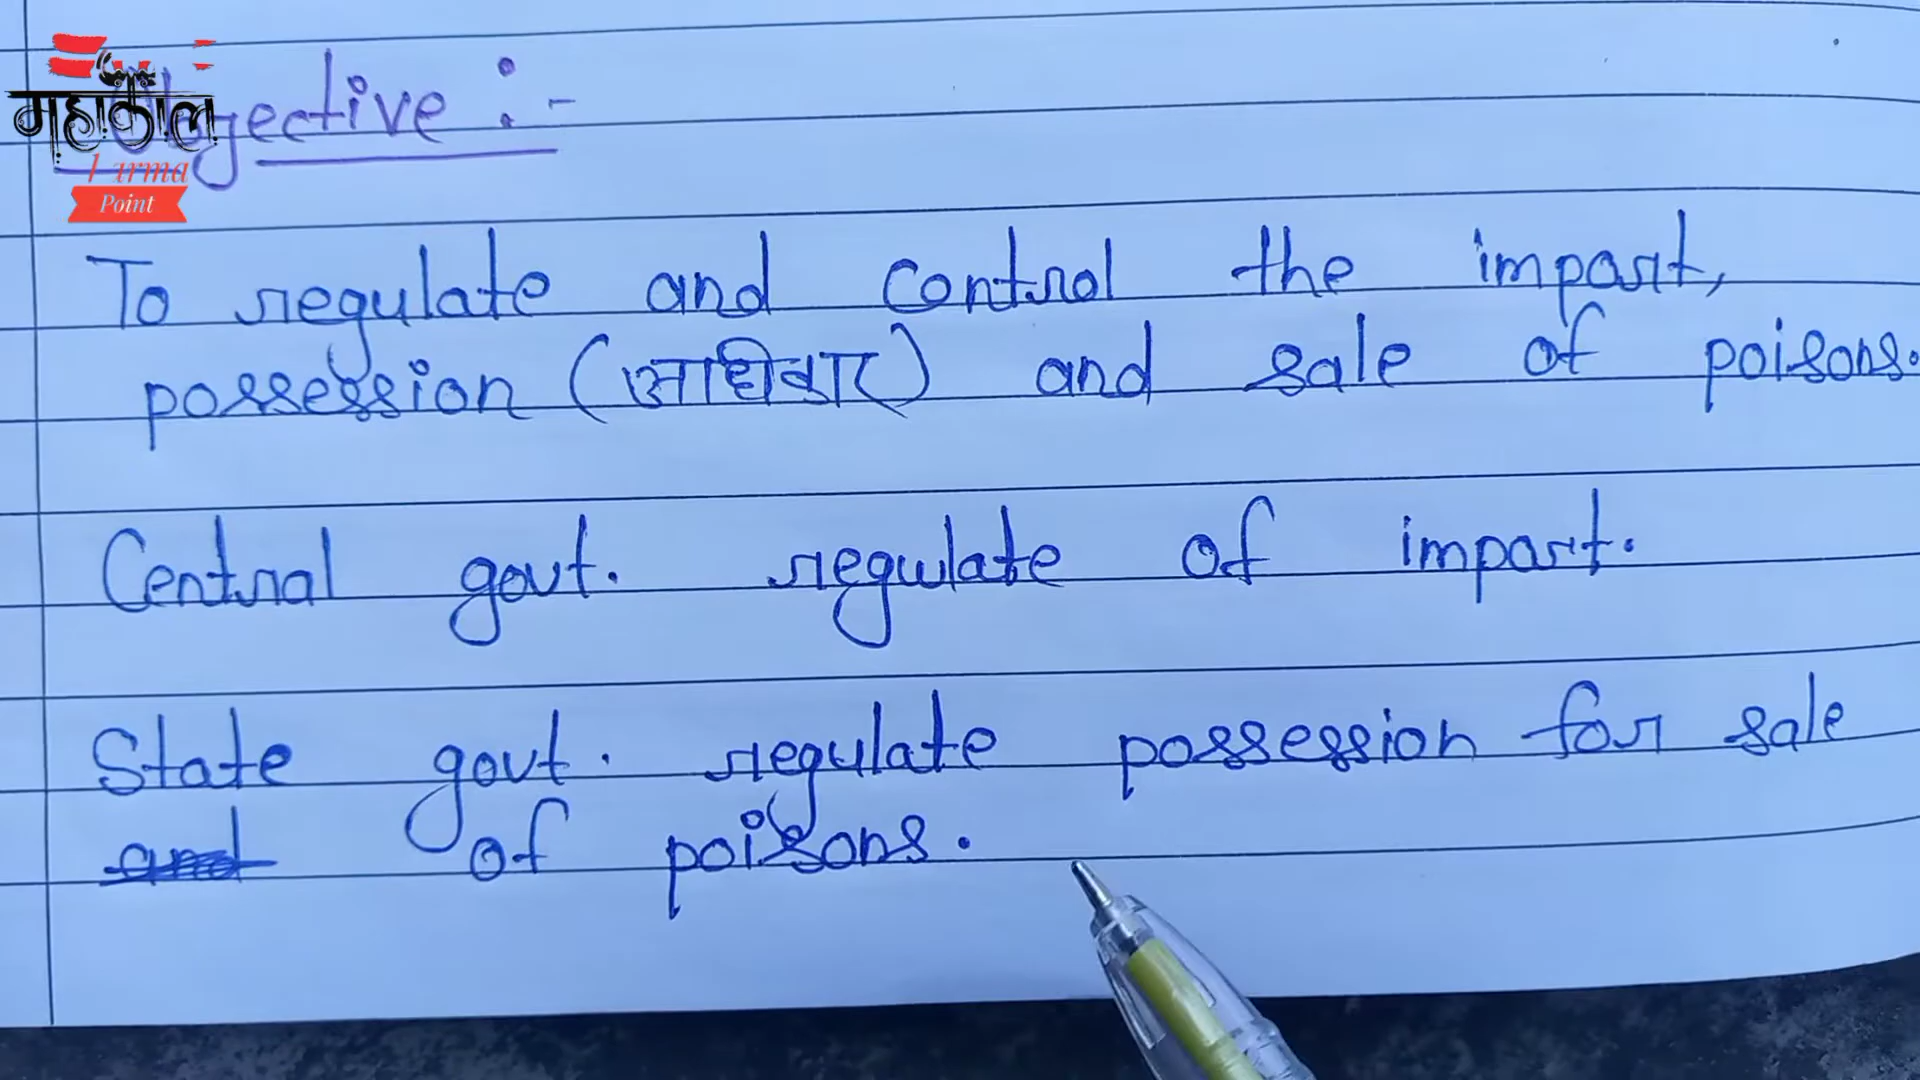 Objective :-
महाकाल
Farma
Point
To regulate and control the import,
possession (आधिकार) and sale of poisons.
Central govt. regulate of import.
State govt. regulate possession for sale
and of poisons.